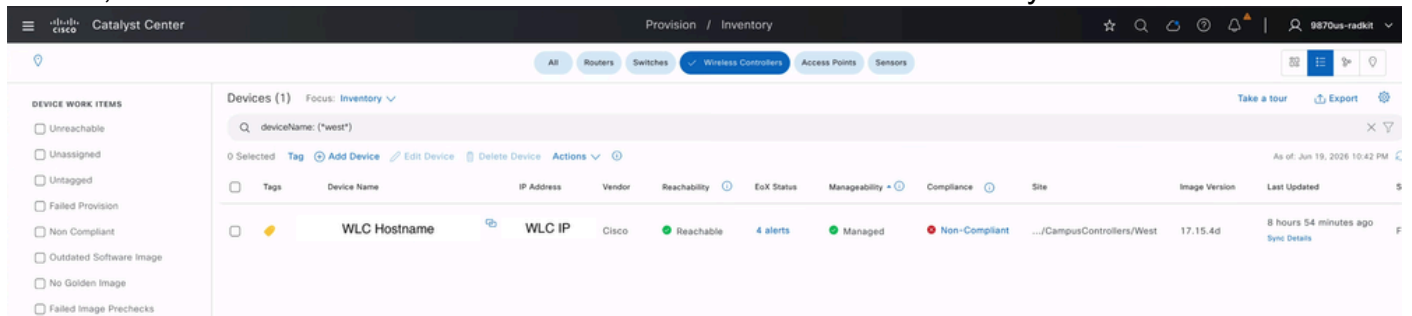 cisco Catalyst Center
Provision / Inventory
9870us-radkit
All Routers Switches Wireless Controllers Access Points Sensors
DEVICE WORK ITEMS
Unreachable
Unassigned
Untagged
Failed Provision
Non Compliant
Outdated Software Image
No Golden Image
Failed Image Prechecks
Devices (1) Focus: Inventory
Take a tour Export
deviceName: (*west*)
0 Selected Tag Add Device Edit Device Delete Device Actions
As of: Jun 19, 2026 10:42 PM
Tags Device Name IP Address Vendor Reachability EoX Status Manageability Compliance Site Image Version Last Updated
WLC Hostname WLC IP Cisco Reachable 4 alerts Managed Non-Compliant .../CampusControllers/West 17.15.4d 8 hours 54 minutes ago
Sync Details